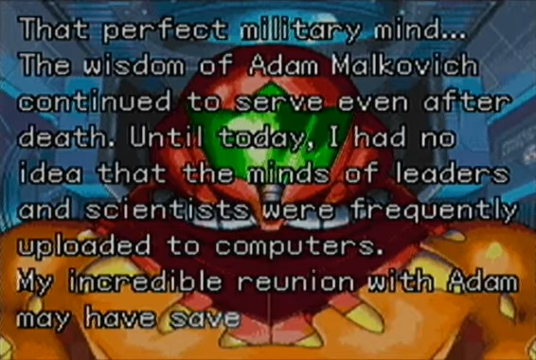 That perfect military mind...
The wisdom of Adam Malkovich
continued to serve even after
death. Until today, I had no
idea that the minds of leaders
and scientists were frequently
uploaded to computers.
My incredible reunion with Adam
may have save